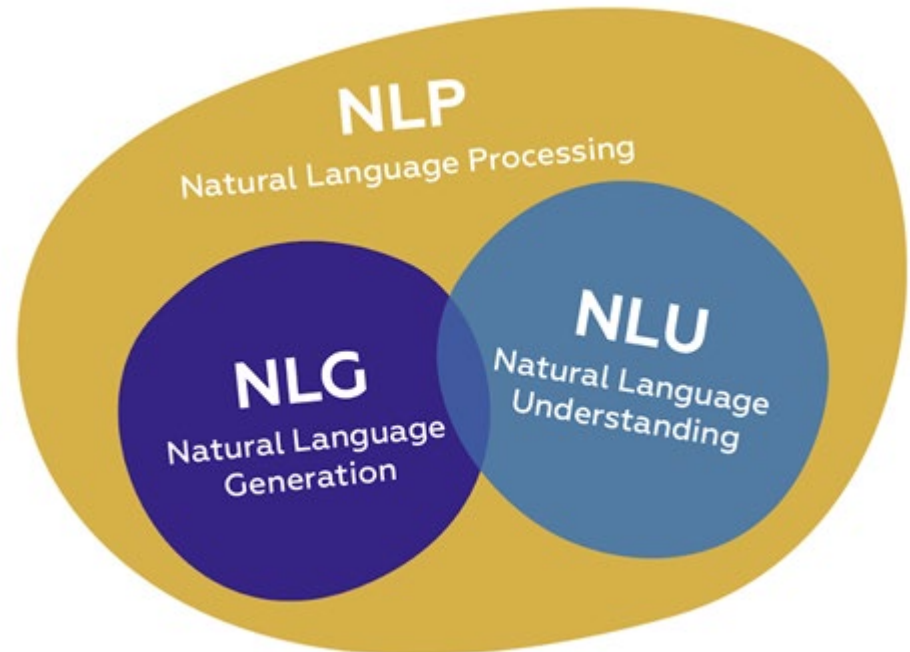 NLP
Natural Language Processing
NLG
Natural Language
Generation
NLU
Natural Language
Understanding